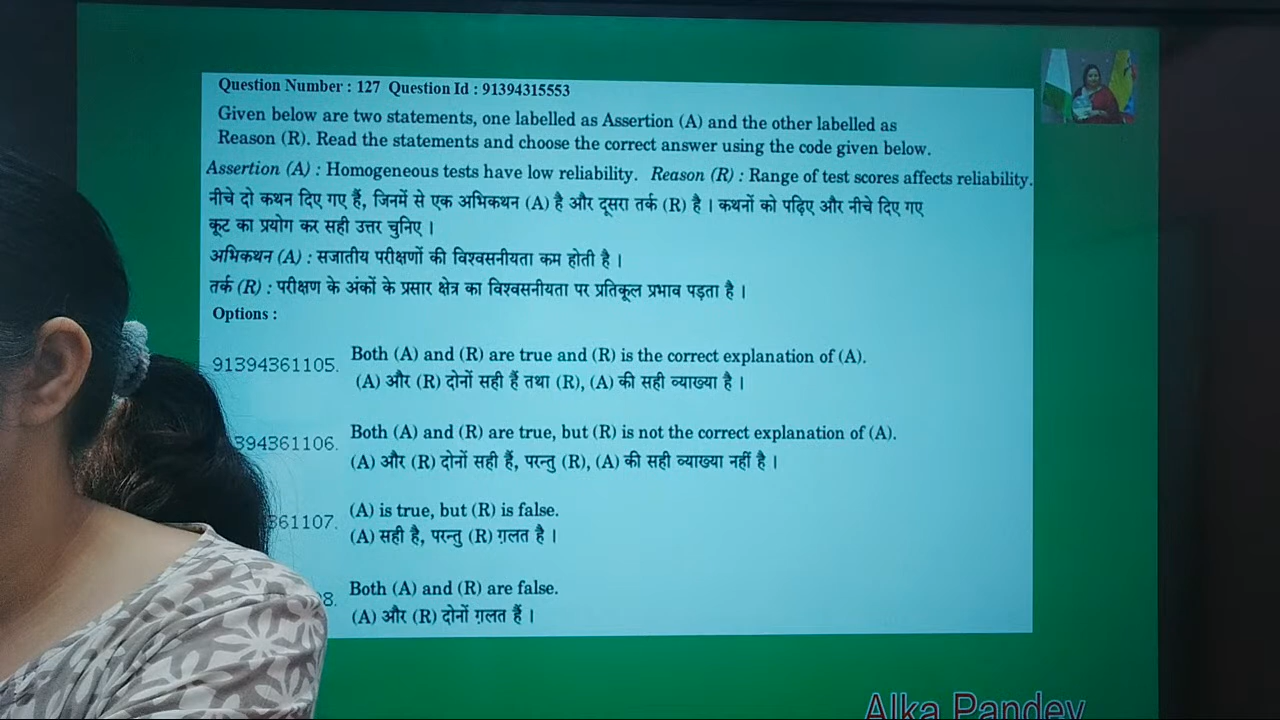 Question Number : 127 Question Id : 91394315553
Given below are two statements, one labelled as Assertion (A) and the other labelled as
Reason (R). Read the statements and choose the correct answer using the code given below.
Assertion (A) : Homogeneous tests have low reliability. Reason (R) : Range of test scores affects reliability.
नीचे दो कथन दिए गए हैं, जिनमें से एक अभिकथन (A) है और दूसरा तर्क (R) है । कथनों को पढ़िए और नीचे दिए गए
कूट का प्रयोग कर सही उत्तर चुनिए ।
अभिकथन (A) : सजातीय परीक्षणों की विश्वसनीयता कम होती है ।
तर्क (R) : परीक्षण के अंकों के प्रसार क्षेत्र का विश्वसनीयता पर प्रतिकूल प्रभाव पड़ता है ।
Options :
91394361105. Both (A) and (R) are true and (R) is the correct explanation of (A).
(A) और (R) दोनों सही हैं तथा (R), (A) की सही व्याख्या है ।
394361106. Both (A) and (R) are true, but (R) is not the correct explanation of (A).
(A) और (R) दोनों सही हैं, परन्तु (R), (A) की सही व्याख्या नहीं है ।
361107. (A) is true, but (R) is false.
(A) सही है, परन्तु (R) ग़लत है ।
8. Both (A) and (R) are false.
(A) और (R) दोनों ग़लत हैं ।
Alka Pandey